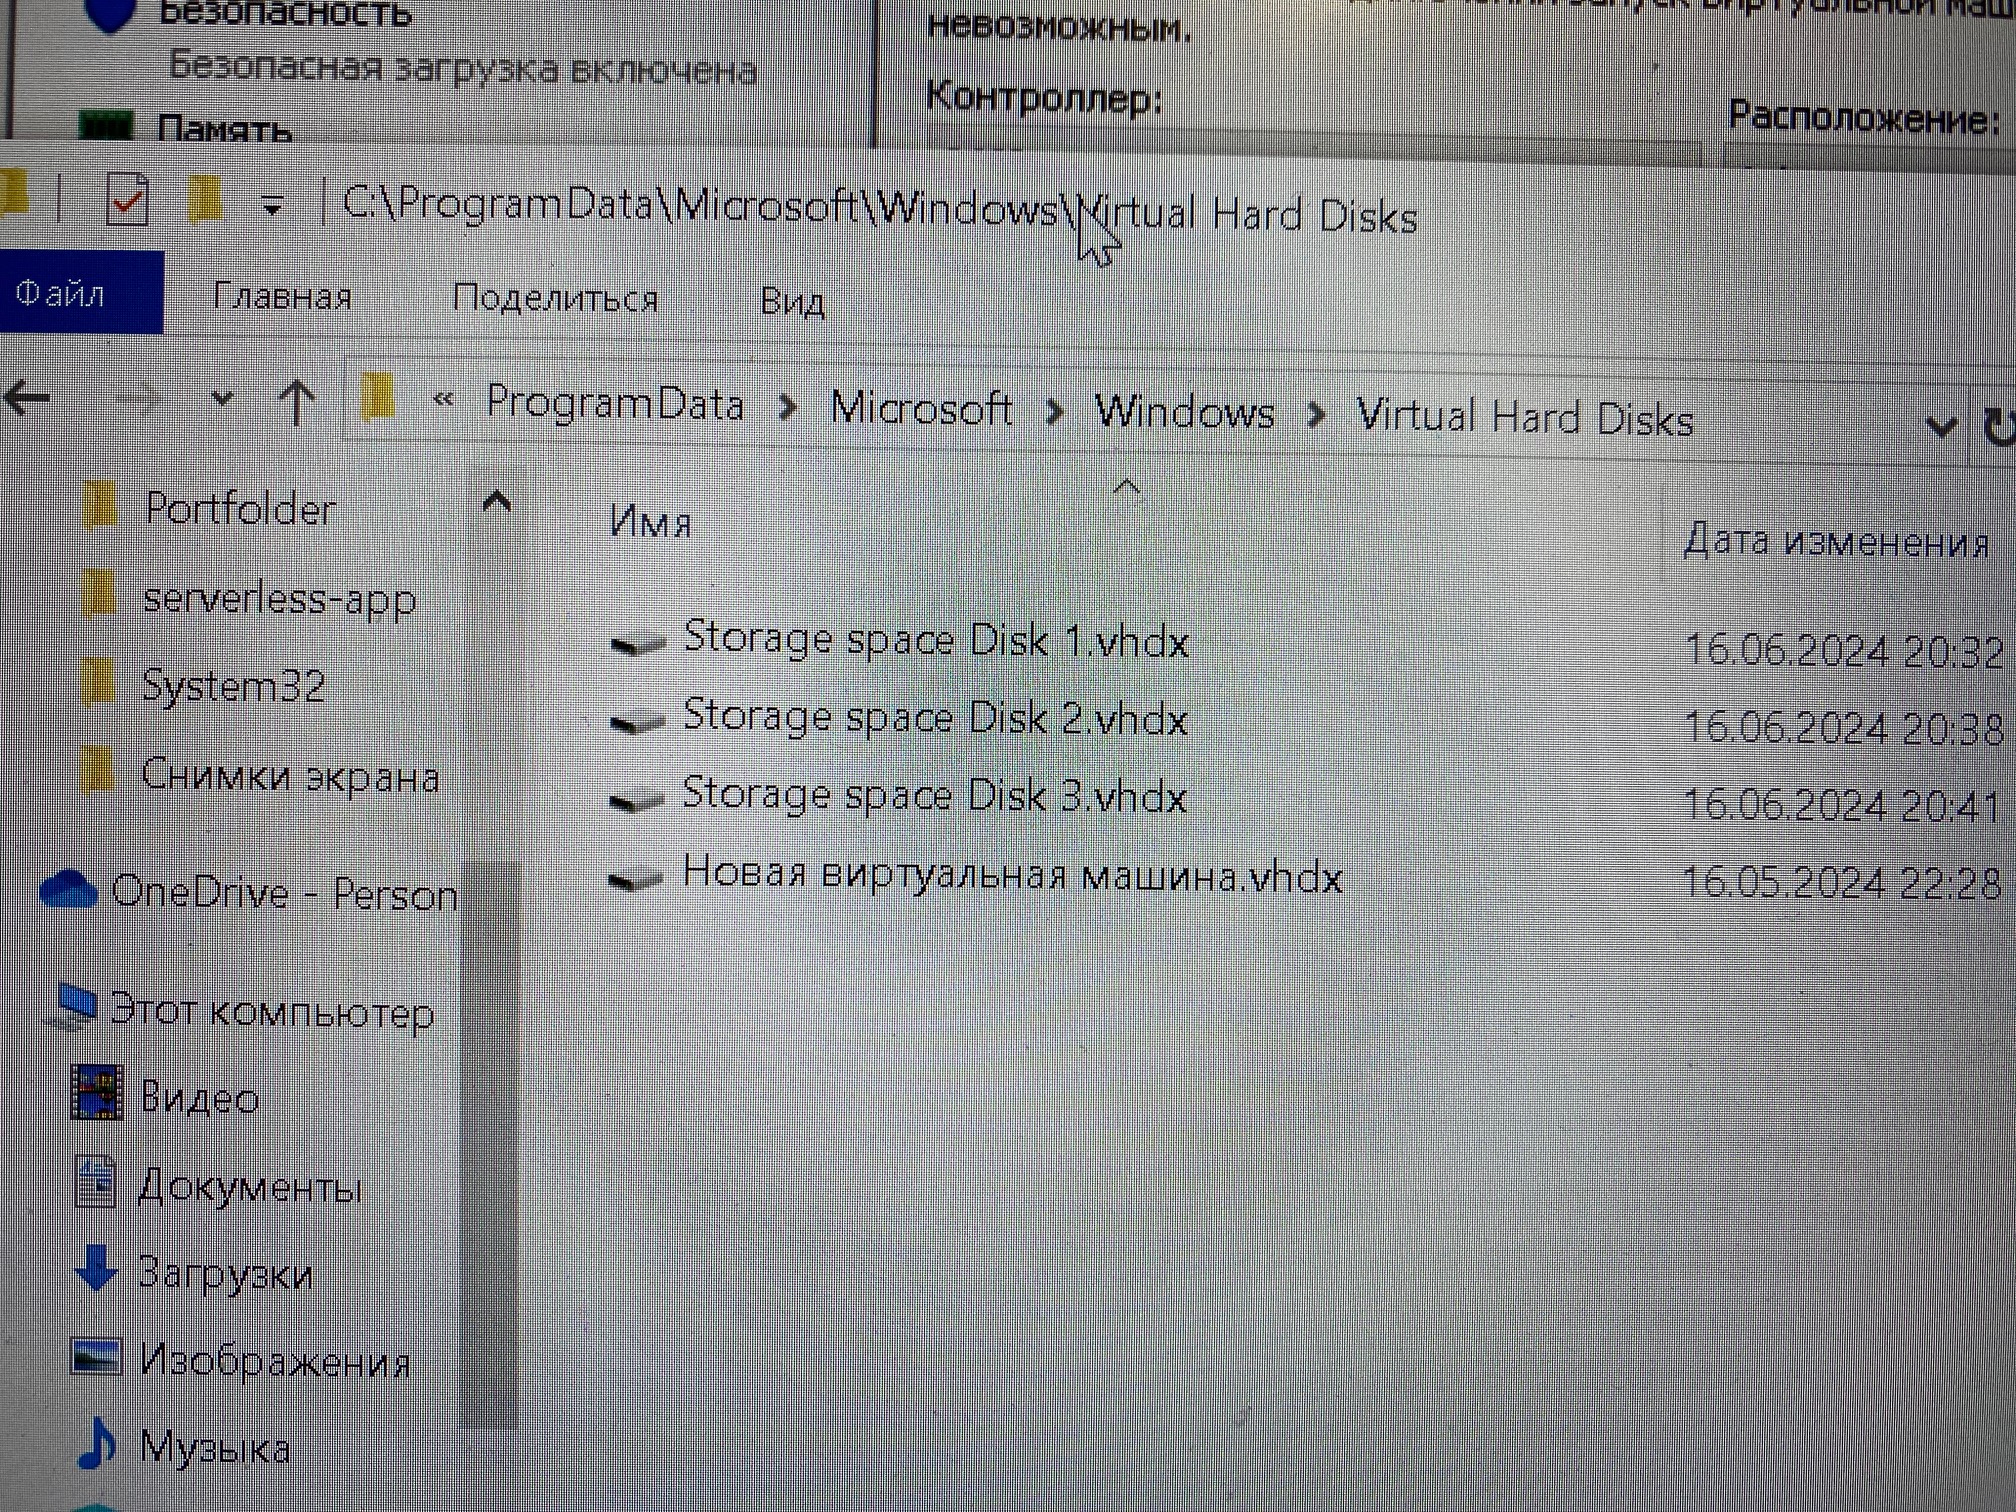 Безопасность
Безопасная загрузка включена
Память
невозможным.
Контроллер:
Расположение:
C:\ProgramData\Microsoft\Windows\Virtual Hard Disks
Файл Главная Поделиться Вид
« ProgramData > Microsoft > Windows > Virtual Hard Disks
Portfolder
serverless-app
System32
Снимки экрана
OneDrive - Person
Этот компьютер
Видео
Документы
Загрузки
Изображения
Музыка
Имя Дата изменения
Storage space Disk 1.vhdx 16.06.2024 20:32
Storage space Disk 2.vhdx 16.06.2024 20:38
Storage space Disk 3.vhdx 16.06.2024 20:41
Новая виртуальная машина.vhdx 16.05.2024 22:28